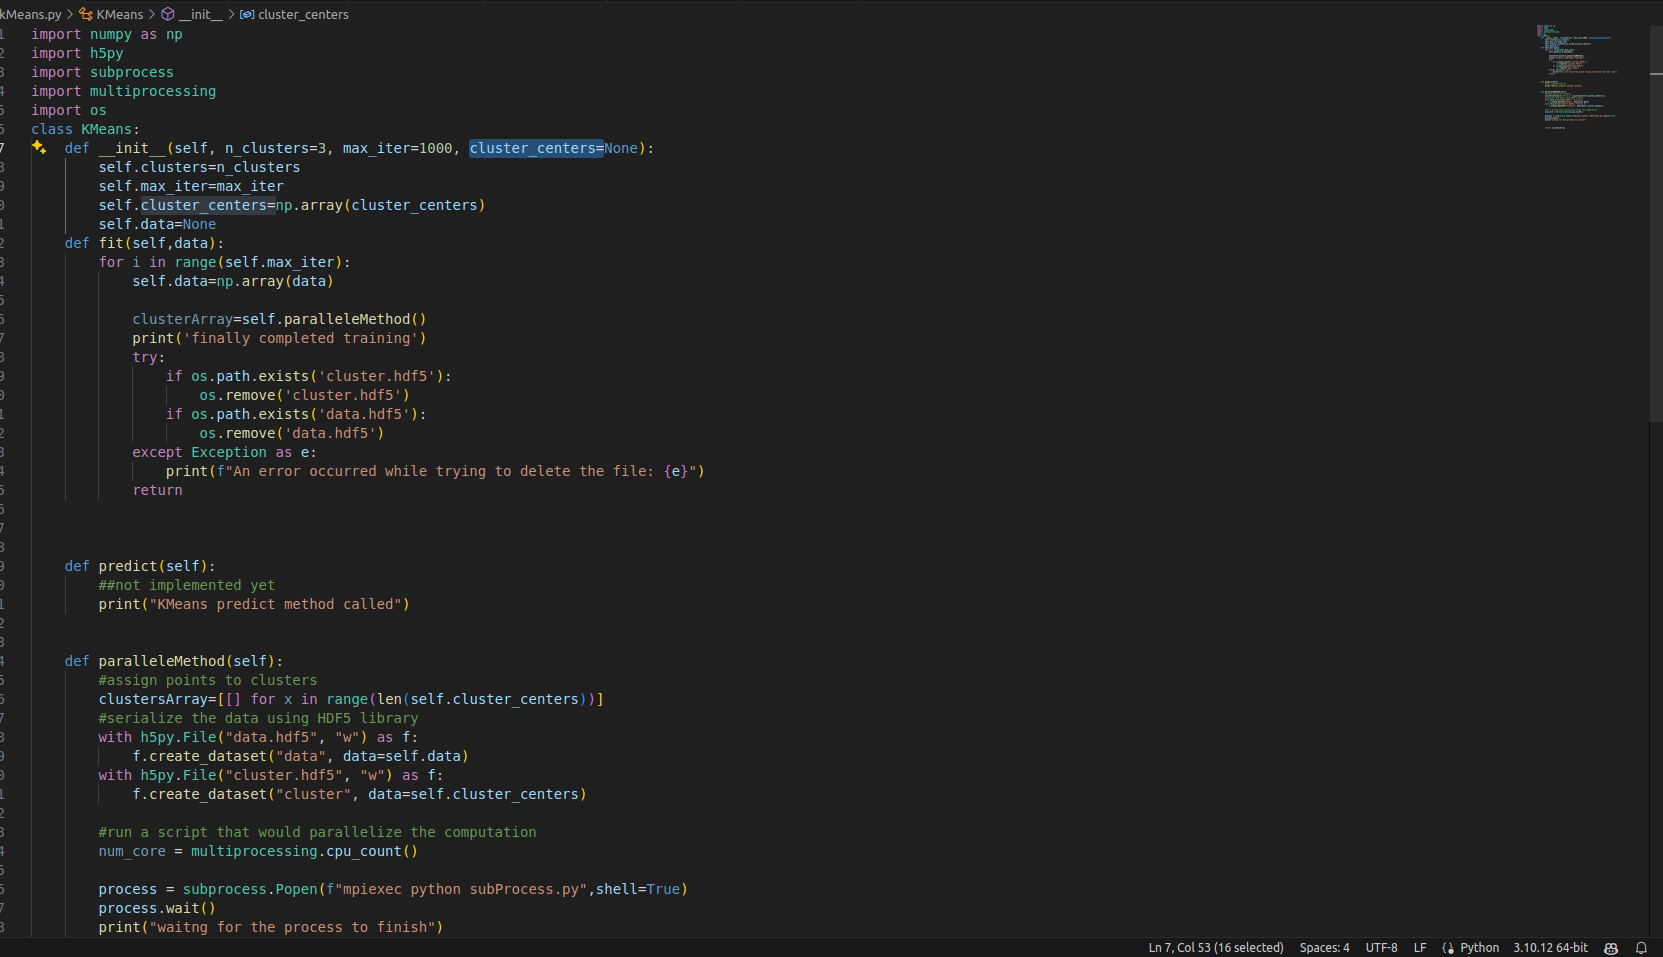 kMeans.py > KMeans > __init__ > cluster_centers
1 import numpy as np
2 import h5py
3 import subprocess
4 import multiprocessing
5 import os
6 class KMeans:
7 def __init__(self, n_clusters=3, max_iter=1000, cluster_centers=None):
8 self.clusters=n_clusters
9 self.max_iter=max_iter
0 self.cluster_centers=np.array(cluster_centers)
1 self.data=None
2 def fit(self,data):
3 for i in range(self.max_iter):
4 self.data=np.array(data)
5
6 clusterArray=self.paralleleMethod()
7 print('finally completed training')
8 try:
9 if os.path.exists('cluster.hdf5'):
0 os.remove('cluster.hdf5')
1 if os.path.exists('data.hdf5'):
2 os.remove('data.hdf5')
3 except Exception as e:
4 print(f"An error occurred while trying to delete the file: {e}")
5 return
6
7
8
9 def predict(self):
0 ##not implemented yet
1 print("KMeans predict method called")
2
3
4 def paralleleMethod(self):
5 #assign points to clusters
6 clustersArray=[[] for x in range(len(self.cluster_centers))]
7 #serialize the data using HDF5 library
8 with h5py.File("data.hdf5", "w") as f:
9 f.create_dataset("data", data=self.data)
0 with h5py.File("cluster.hdf5", "w") as f:
1 f.create_dataset("cluster", data=self.cluster_centers)
2
3 #run a script that would parallelize the computation
4 num_core = multiprocessing.cpu_count()
5
6 process = subprocess.Popen(f"mpiexec python subProcess.py",shell=True)
7 process.wait()
8 print("waitng for the process to finish")
Ln 7, Col 53 (16 selected) Spaces: 4 UTF-8 LF Python 3.10.12 64-bit